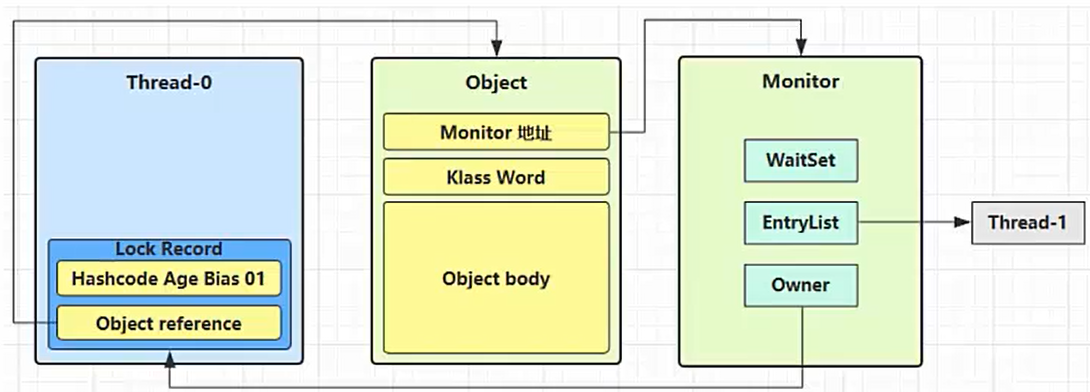 Thread-0
Lock Record
Hashcode Age Bias 01
Object reference
Object
Monitor 地址
Klass Word
Object body
Monitor
WaitSet
EntryList
Owner
Thread-1